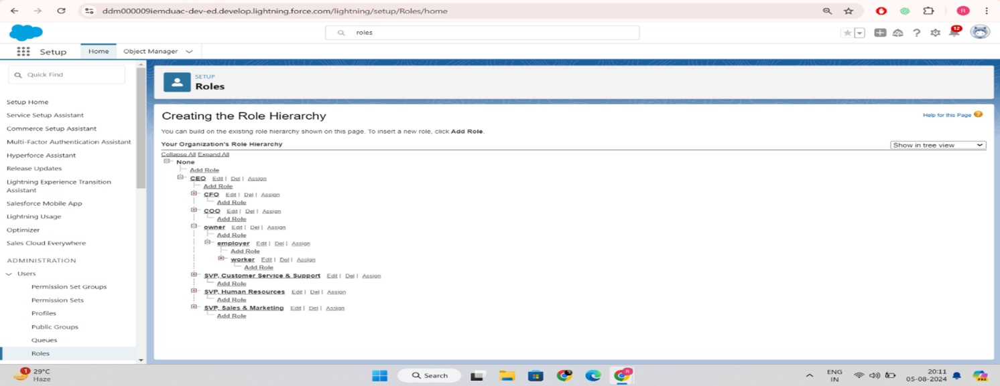 ddm000009iemduac-dev-ed.develop.lightning.force.com/lightning/setup/Roles/home
R
roles
12
Setup Home Object Manager
Quick Find
Setup Home
Service Setup Assistant
Commerce Setup Assistant
Multi-Factor Authentication Assistant
Hyperforce Assistant
Release Updates
Lightning Experience Transition
Assistant
Salesforce Mobile App
Lightning Usage
Optimizer
Sales Cloud Everywhere
ADMINISTRATION
Users
Permission Set Groups
Permission Sets
Profiles
Public Groups
Queues
Roles
SETUP
Roles
Creating the Role Hierarchy
Help for this Page ?
You can build on the existing role hierarchy shown on this page. To insert a new role, click Add Role.
Your Organization's Role Hierarchy
Show in tree view
Collapse All Expand All
None
Add Role
CEO Edit | Del | Assign
Add Role
CFO Edit | Del | Assign
Add Role
COO Edit | Del | Assign
Add Role
owner Edit | Del | Assign
Add Role
employer Edit | Del | Assign
Add Role
worker Edit | Del | Assign
Add Role
SVP, Customer Service & Support Edit | Del | Assign
Add Role
SVP, Human Resources Edit | Del | Assign
Add Role
SVP, Sales & Marketing Edit | Del | Assign
Add Role
1
29°C
Haze
Search
R
ENG
IN
20:11
05-08-2024
PRE